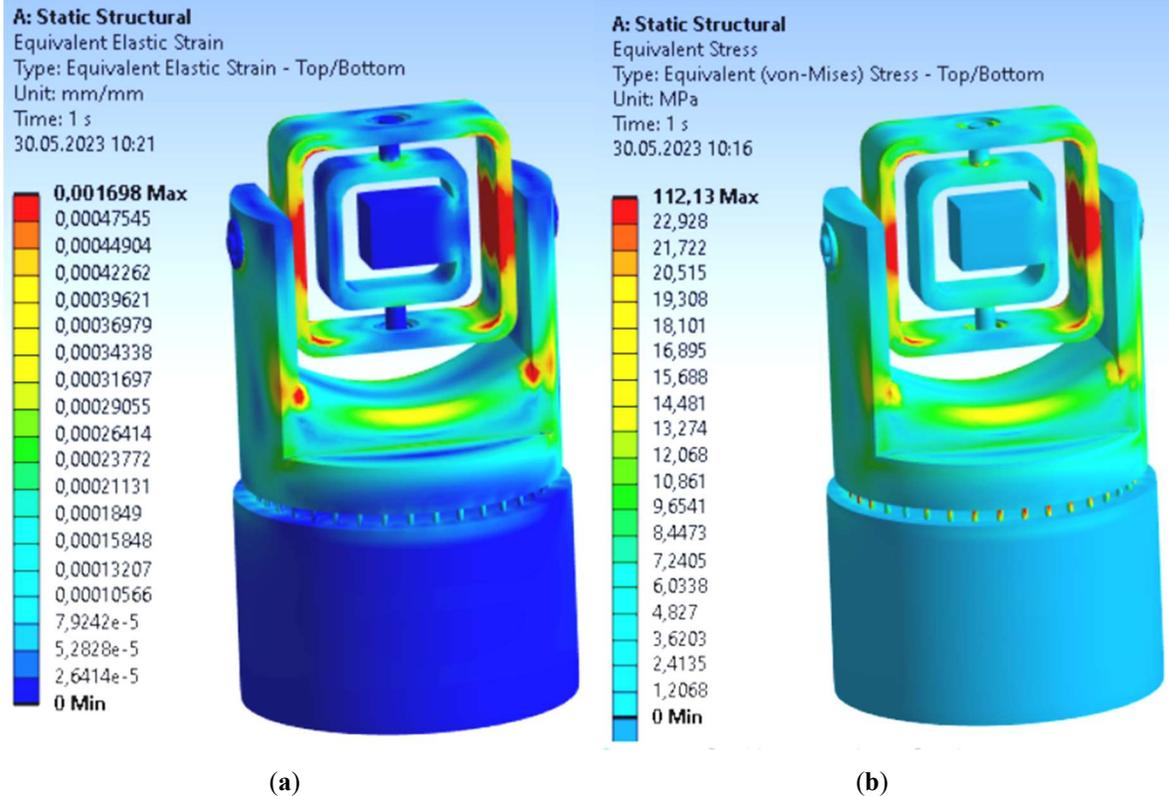 A: Static Structural
Equivalent Elastic Strain
Type: Equivalent Elastic Strain - Top/Bottom
Unit: mm/mm
Time: 1 s
30.05.2023 10:21
0,001698 Max
0,00047545
0,00044904
0,00042262
0,00039621
0,00036979
0,00034338
0,00031697
0,00029055
0,00026414
0,00023772
0,00021131
0,0001849
0,00015848
0,00013207
0,00010566
7,9242e-5
5,2828e-5
2,6414e-5
0 Min
(a)
A: Static Structural
Equivalent Stress
Type: Equivalent (von-Mises) Stress - Top/Bottom
Unit: MPa
Time: 1 s
30.05.2023 10:16
112,13 Max
22,928
21,722
20,515
19,308
18,101
16,895
15,688
14,481
13,274
12,068
10,861
9,6541
8,4473
7,2405
6,0338
4,827
3,6203
2,4135
1,2068
0 Min
(b)